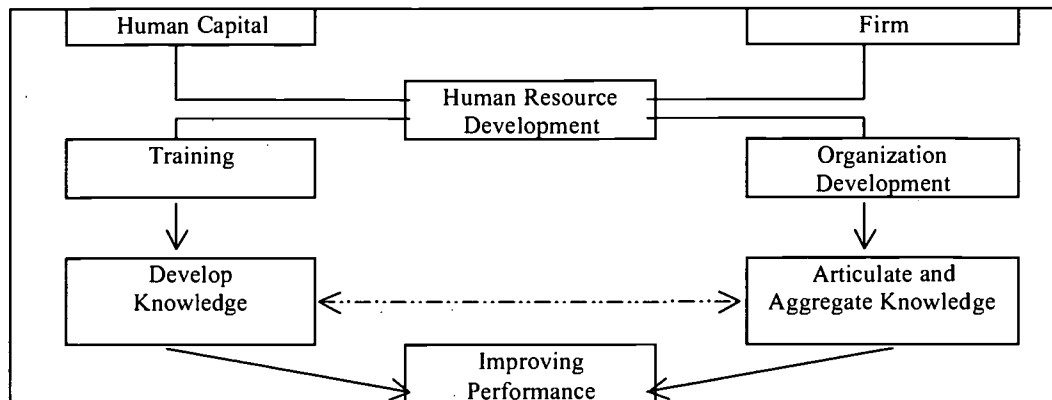 Human Capital
Firm
Human Resource
Development
Training
Organization
Development
Develop
Knowledge
Articulate and
Aggregate Knowledge
Improving
Performance